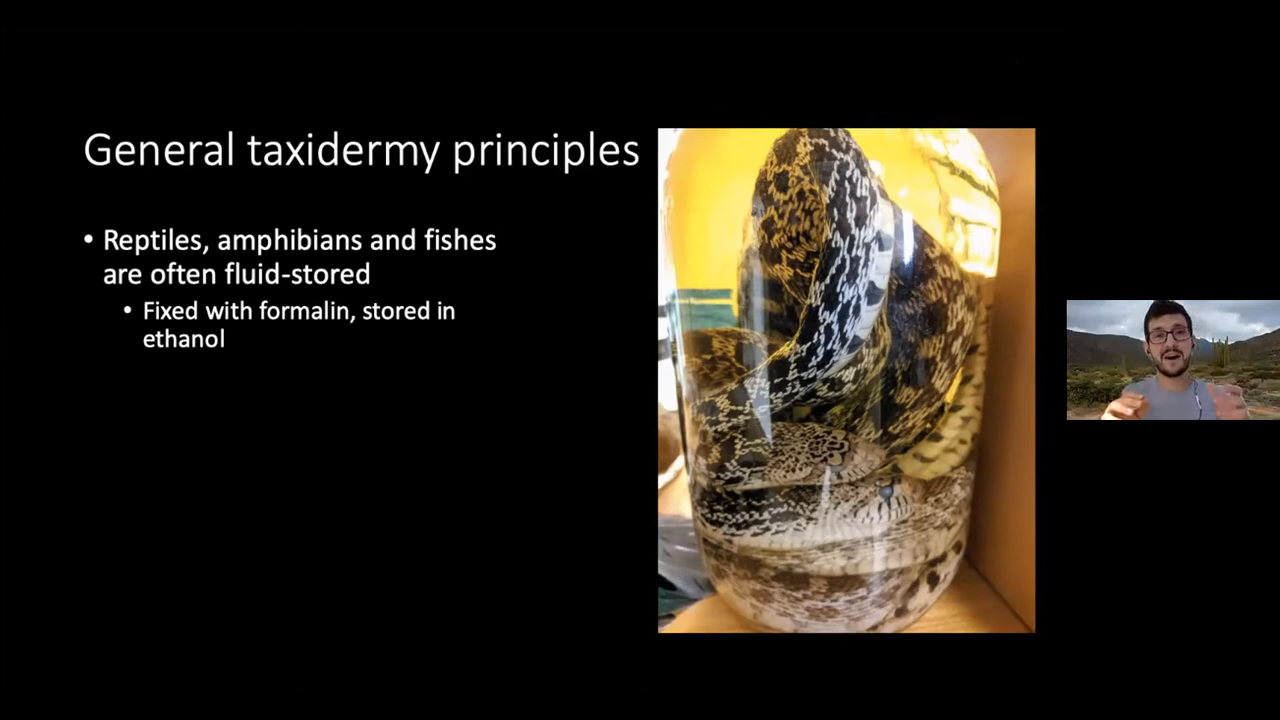 General taxidermy principles
• Reptiles, amphibians and fishes
are often fluid-stored
• Fixed with formalin, stored in
ethanol